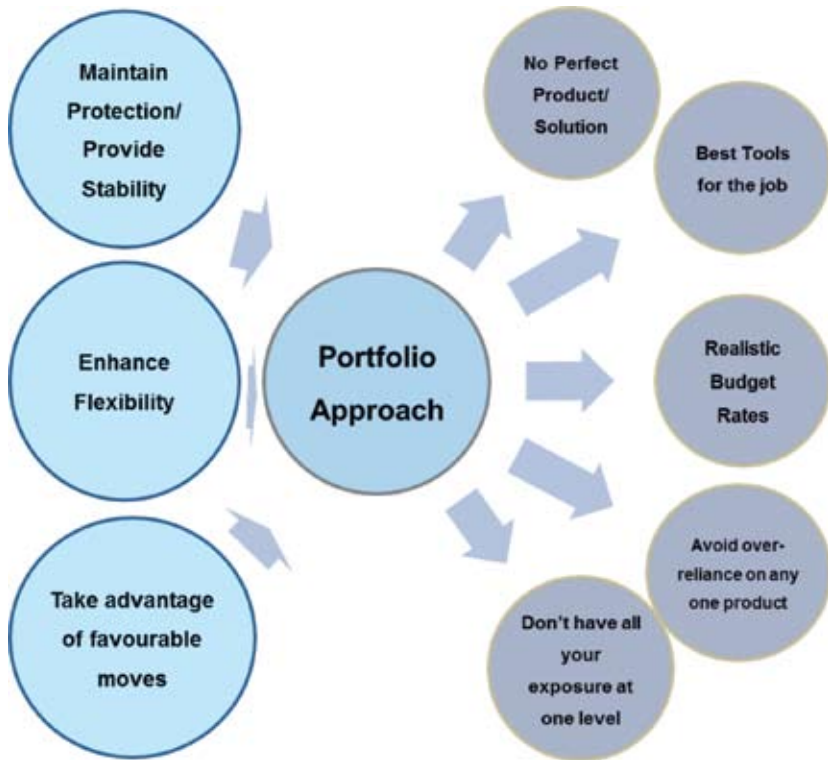 Maintain
Protection/
Provide
Stability
Enhance
Flexibility
Take advantage
of favourable
moves
Portfolio
Approach
No Perfect
Product/
Solution
Best Tools
for the job
Realistic
Budget
Rates
Avoid over-
reliance on any
one product
Don't have all
your
exposure at
one level